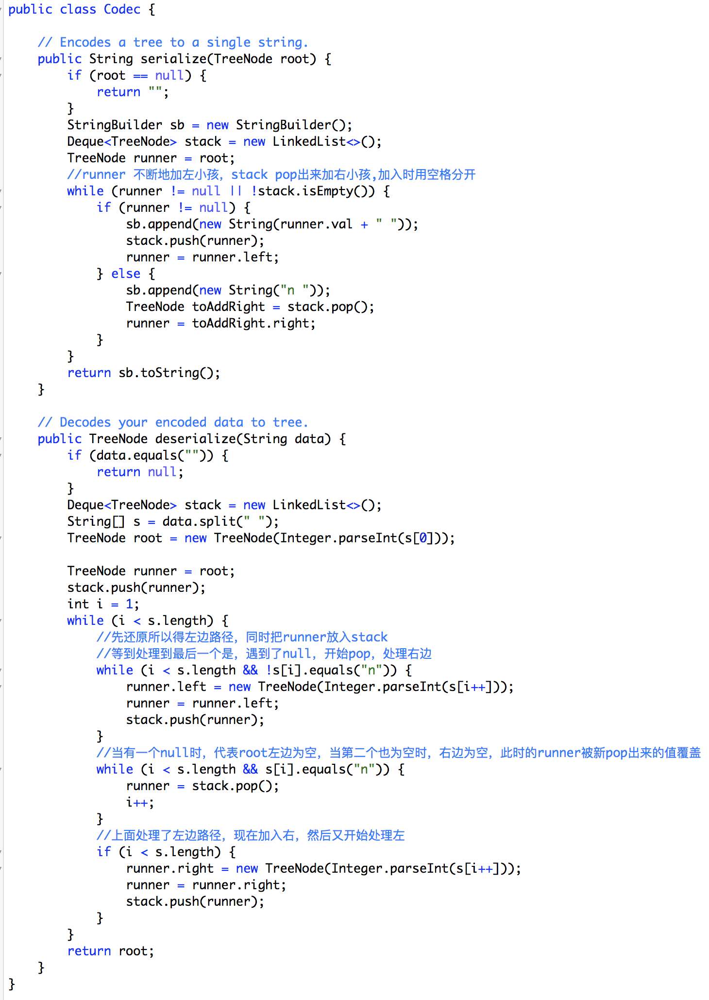 public class Codec {
// Encodes a tree to a single string.
public String serialize(TreeNode root) {
if (root == null) {
return "";
}
StringBuilder sb = new StringBuilder();
Deque<TreeNode> stack = new LinkedList<>();
TreeNode runner = root;
//runner 不断地加左小孩，stack pop出来加右小孩,加入时用空格分开
while (runner != null || !stack.isEmpty()) {
if (runner != null) {
sb.append(new String(runner.val + " "));
stack.push(runner);
runner = runner.left;
} else {
sb.append(new String("n "));
TreeNode toAddRight = stack.pop();
runner = toAddRight.right;
}
}
return sb.toString();
}
// Decodes your encoded data to tree.
public TreeNode deserialize(String data) {
if (data.equals("")) {
return null;
}
Deque<TreeNode> stack = new LinkedList<>();
String[] s = data.split(" ");
TreeNode root = new TreeNode(Integer.parseInt(s[0]));
TreeNode runner = root;
stack.push(runner);
int i = 1;
while (i < s.length) {
//先还原所以得左边路径，同时把runner放入stack
//等到处理到最后一个是，遇到了null，开始pop，处理右边
while (i < s.length && !s[i].equals("n")) {
runner.left = new TreeNode(Integer.parseInt(s[i++]));
runner = runner.left;
stack.push(runner);
}
//当有一个null时，代表root左边为空，当第二个也为空时，右边为空，此时的runner被新pop出来的值覆盖
while (i < s.length && s[i].equals("n")) {
runner = stack.pop();
i++;
}
//上面处理了左边路径，现在加入右，然后又开始处理左
if (i < s.length) {
runner.right = new TreeNode(Integer.parseInt(s[i++]));
runner = runner.right;
stack.push(runner);
}
}
return root;
}
}